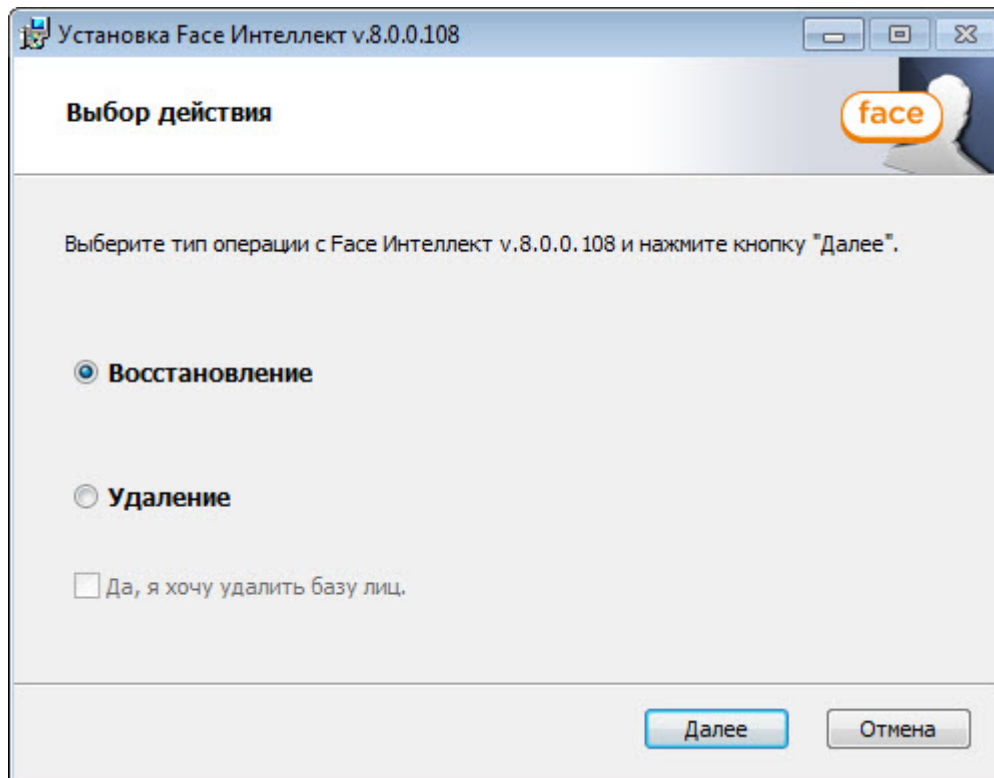 Установка Face Интеллект v.8.0.0.108
Выбор действия
face
Выберите тип операции с Face Интеллект v.8.0.0.108 и нажмите кнопку "Далее".
Восстановление
Удаление
Да, я хочу удалить базу лиц.
Далее
Отмена